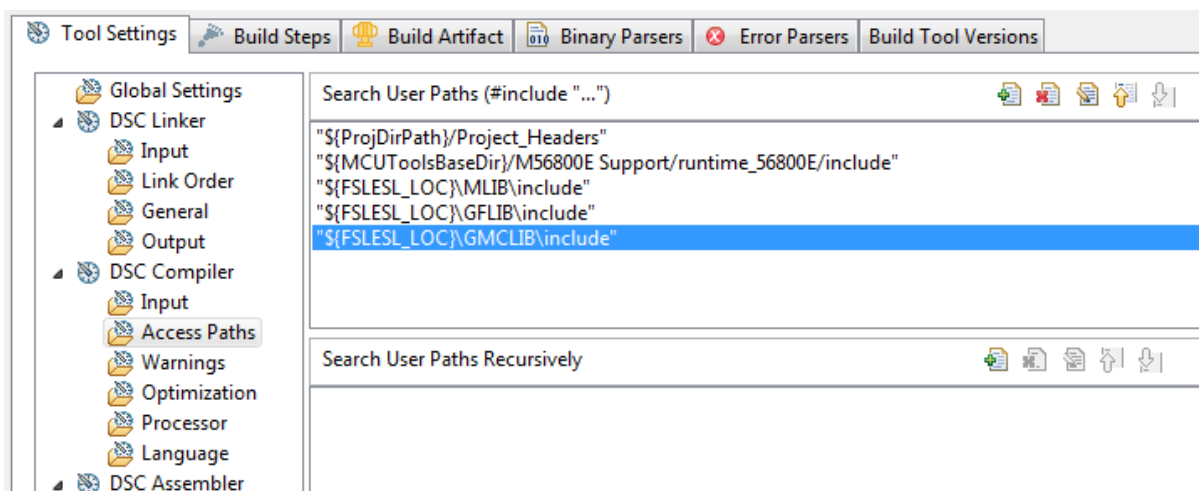 Tool Settings Build Steps Build Artifact 010 Binary Parsers Error Parsers Build Tool Versions
Global Settings
DSC Linker
Input
Link Order
General
Output
DSC Compiler
Input
Access Paths
Warnings
Optimization
Processor
Language
DSC Assembler
Search User Paths (#include "...")
"${ProjDirPath}/Project_Headers"
"${MCUToolsBaseDir}/M56800E Support/runtime_56800E/include"
"${FSLESL_LOC}\MLIB\include"
"${FSLESL_LOC}\GFLIB\include"
"${FSLESL_LOC}\GMCLIB\include"
Search User Paths Recursively